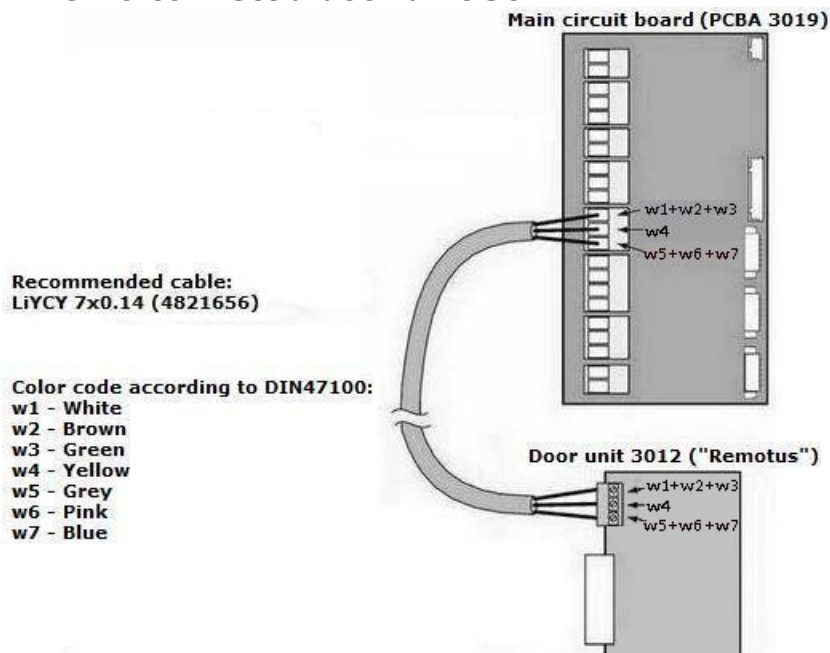 Main circuit board (PCBA 3019)
w1+w2+w3
w4
w5+w6+w7
Recommended cable:
LiYCY 7x0.14 (4821656)
Color code according to DIN47100:
w1 - White
w2 - Brown
w3 - Green
w4 - Yellow
w5 - Grey
w6 - Pink
w7 - Blue
Door unit 3012 ("Remotus")
w1+w2+w3
w4
w5+w6+w7